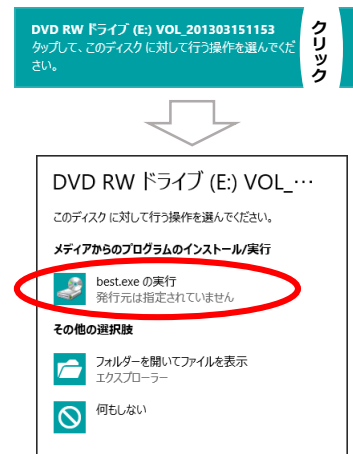 DVD RW ドライブ (E:) VOL_201303151153
タップして、このディスク に対して行う操作を選んでくだ
さい。
クリック
DVD RW ドライブ (E:) VOL_…
このディスク に対して行う操作を選んでください。
メディアからのプログラムのインストール/実行
best.exe の実行
発行元は指定されていません
その他の選択肢
フォルダーを開いてファイルを表示
エクスプローラー
何もしない